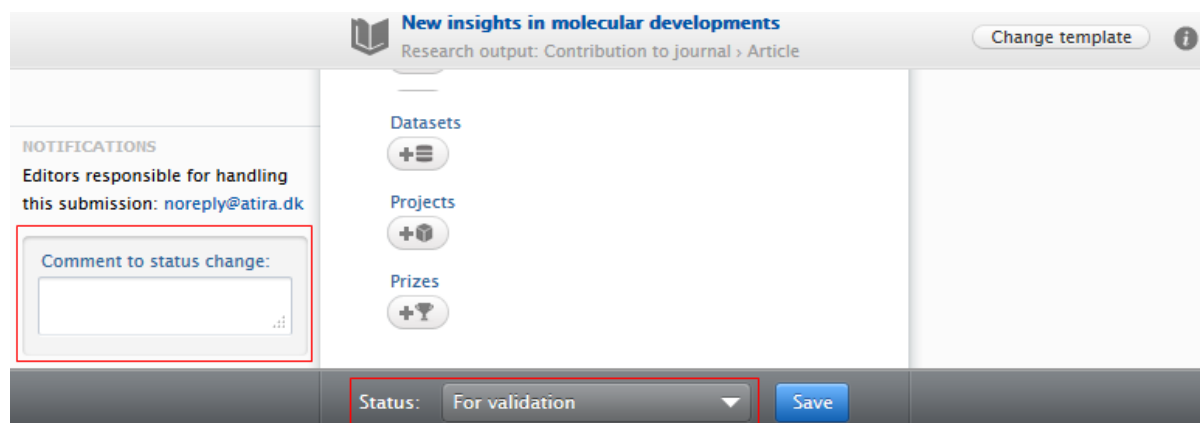 New insights in molecular developments
Research output: Contribution to journal › Article
Change template
i
NOTIFICATIONS
Editors responsible for handling
this submission: noreply@atira.dk
Comment to status change:
Datasets
Projects
Prizes
Status:
For validation
Save